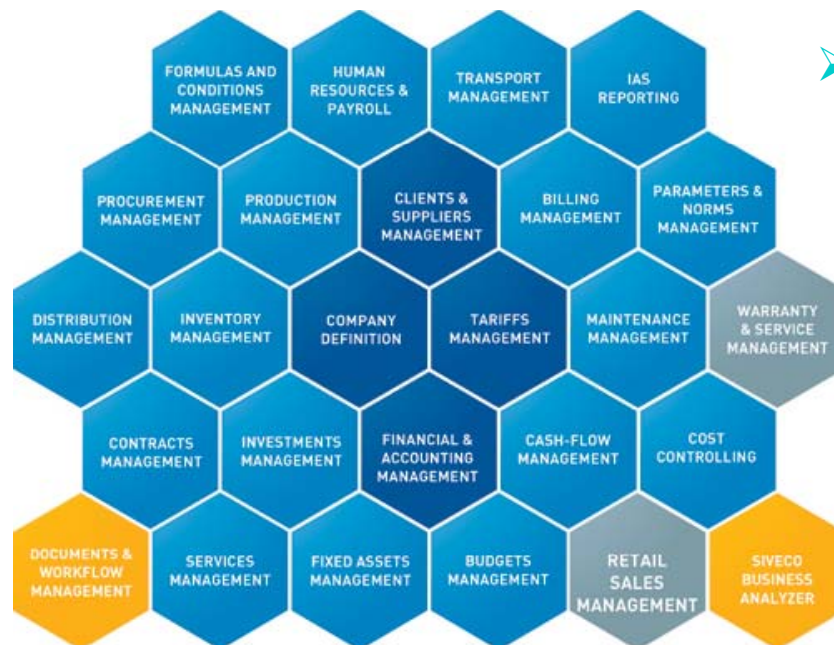 FORMULAS AND
CONDITIONS
MANAGEMENT
HUMAN
RESOURCES &
PAYROLL
TRANSPORT
MANAGEMENT
IAS
REPORTING
PROCUREMENT
MANAGEMENT
PRODUCTION
MANAGEMENT
CLIENTS &
SUPPLIERS
MANAGEMENT
BILLING
MANAGEMENT
PARAMETERS &
NORMS
MANAGEMENT
DISTRIBUTION
MANAGEMENT
INVENTORY
MANAGEMENT
COMPANY
DEFINITION
TARIFFS
MANAGEMENT
MAINTENANCE
MANAGEMENT
WARRANTY
& SERVICE
MANAGEMENT
CONTRACTS
MANAGEMENT
INVESTMENTS
MANAGEMENT
FINANCIAL &
ACCOUNTING
MANAGEMENT
CASH-FLOW
MANAGEMENT
COST
CONTROLLING
DOCUMENTS &
WORKFLOW
MANAGEMENT
SERVICES
MANAGEMENT
FIXED ASSETS
MANAGEMENT
BUDGETS
MANAGEMENT
RETAIL
SALES
MANAGEMENT
SIVECO
BUSINESS
ANALYZER